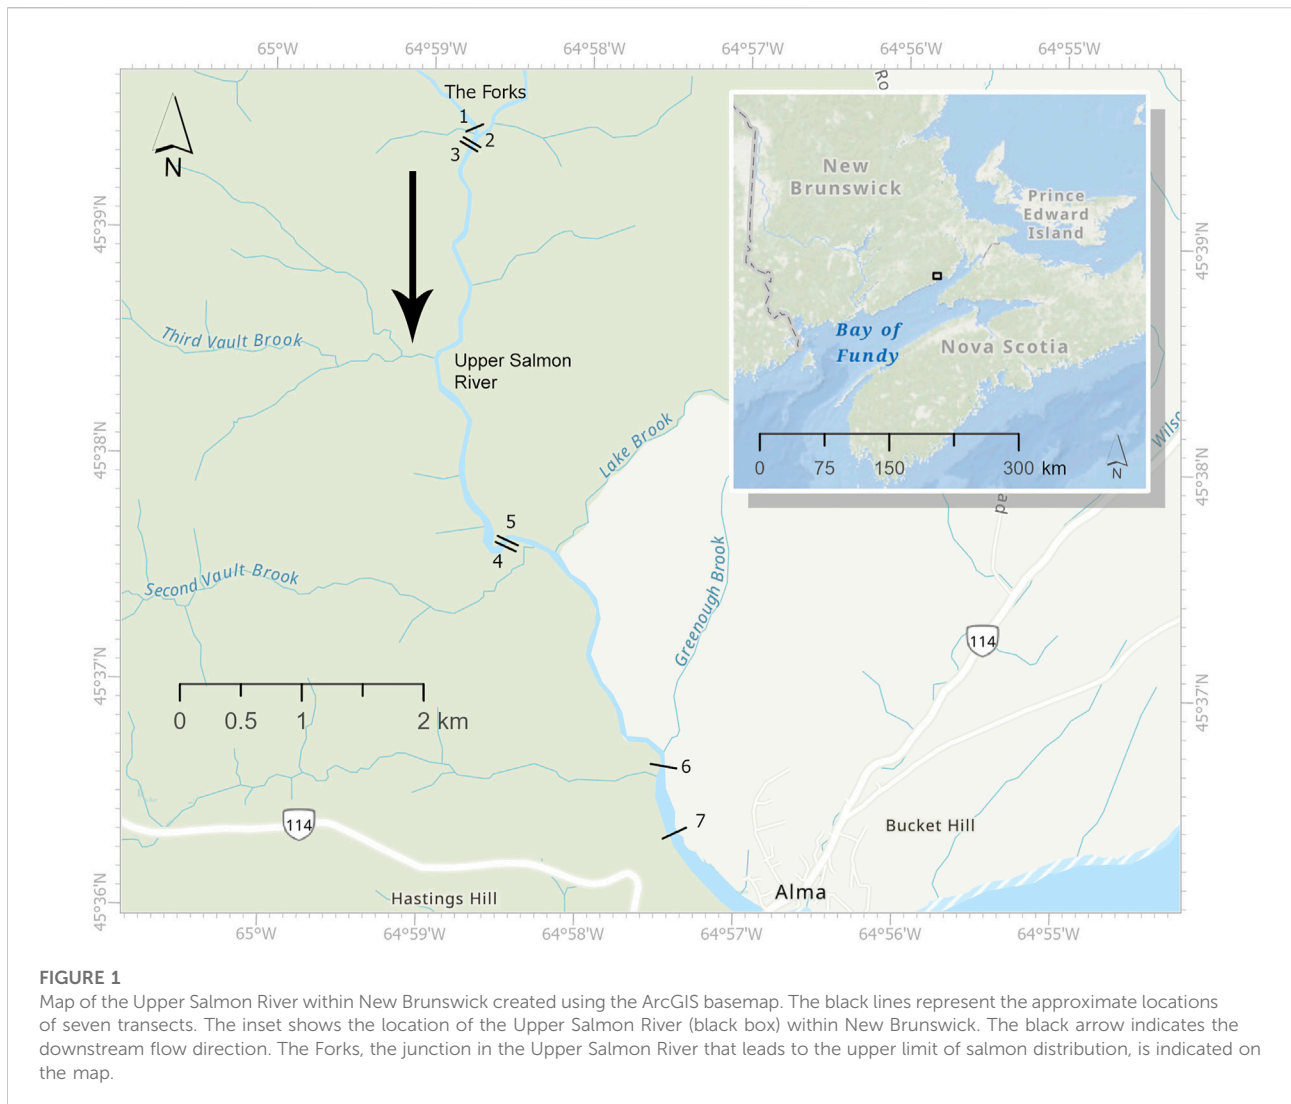 65°W 64°59'W 64°58'W 64°57'W 64°56'W 64°55'W
The Forks
1
2
3
N
Ro
45°39'N
45°39'N
New
Brunswick
Prince
Edward
Island
Bay of
Fundy
Nova Scotia
0 75 150 300 km
N
Third Vault Brook
Upper Salmon
River
Lake Brook
45°38'N
45°38'N
5
4
Second Vault Brook
Greenough Brook
114
45°37'N
45°37'N
0 0.5 1 2 km
6
7
114
Bucket Hill
Alma
Hastings Hill
45°36'N
65°W 64°59'W 64°58'W 64°57'W 64°56'W 64°55'W
FIGURE 1
Map of the Upper Salmon River within New Brunswick created using the ArcGIS basemap. The black lines represent the approximate locations
of seven transects. The inset shows the location of the Upper Salmon River (black box) within New Brunswick. The black arrow indicates the
downstream flow direction. The Forks, the junction in the Upper Salmon River that leads to the upper limit of salmon distribution, is indicated on
the map.